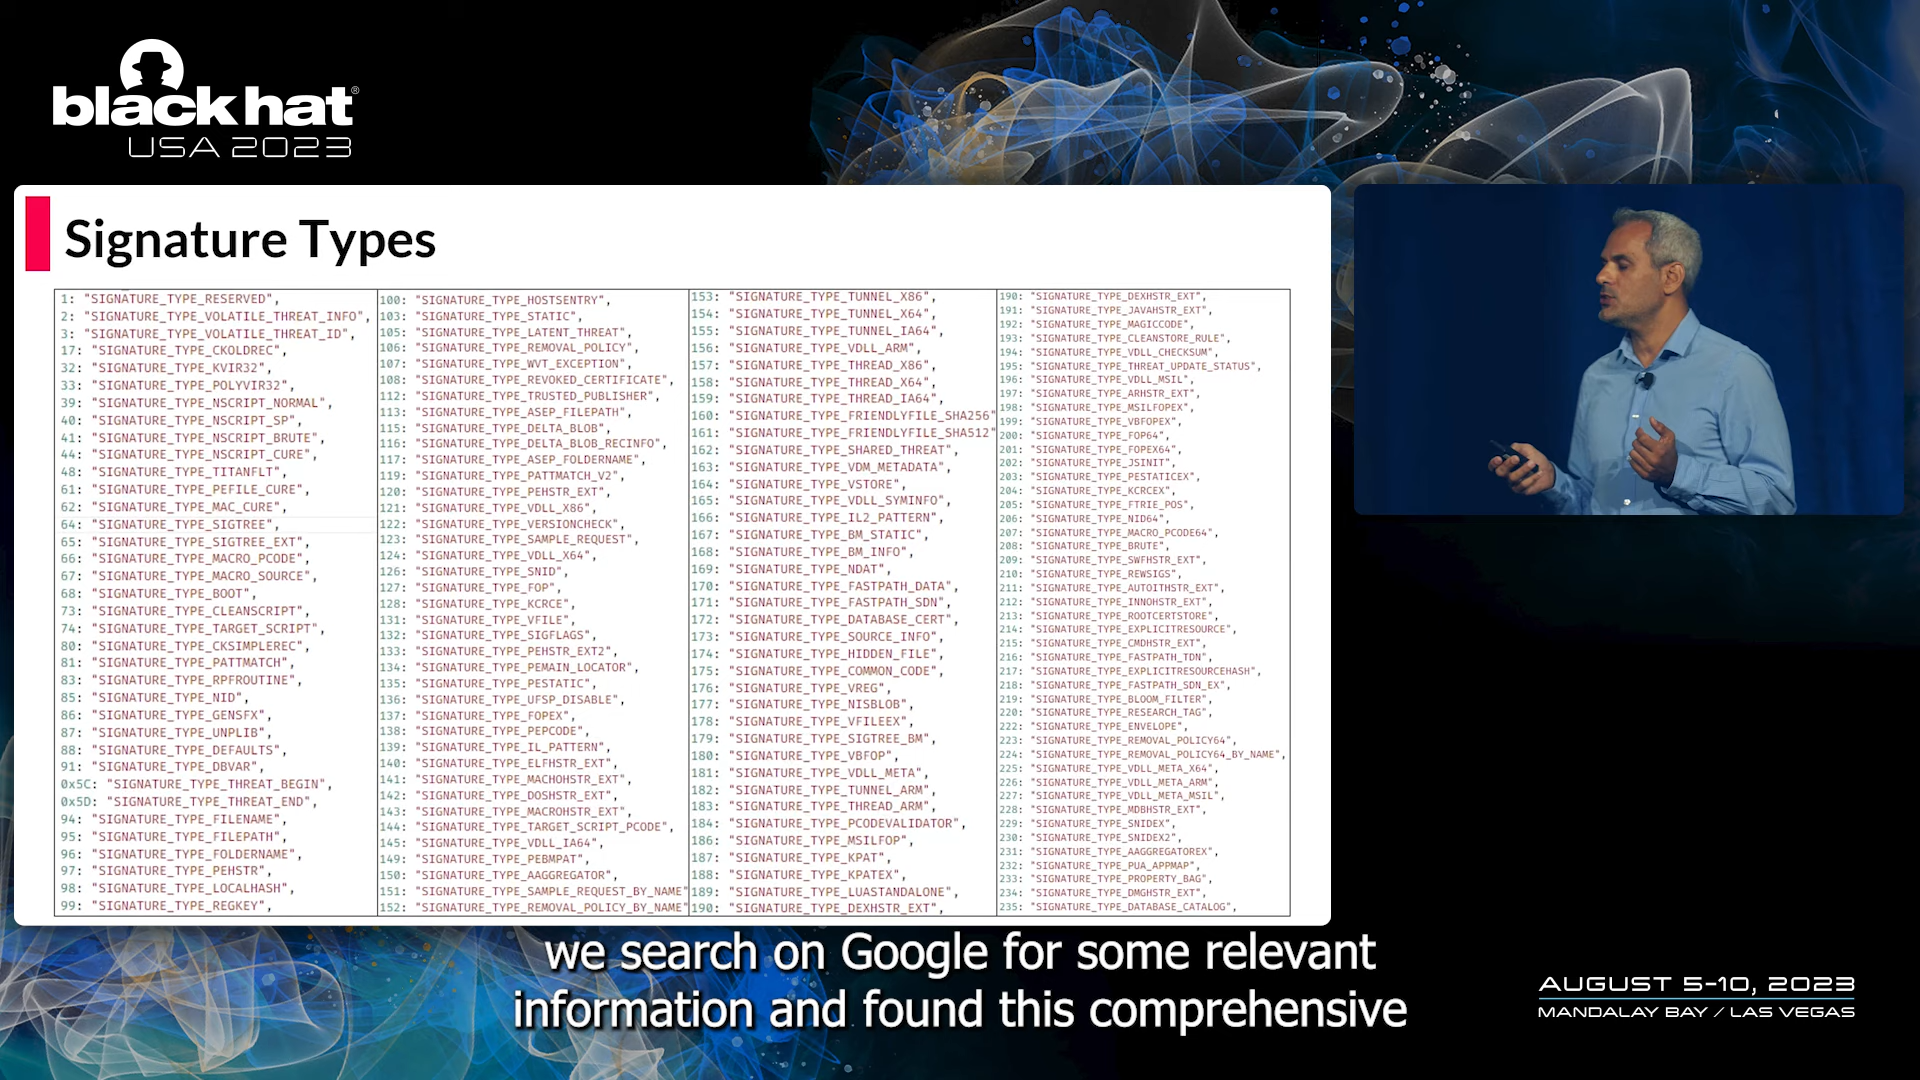 black hat®
USA 2023
Signature Types
1: "SIGNATURE_TYPE_RESERVED",
2: "SIGNATURE_TYPE_VOLATILE_THREAT_INFO",
3: "SIGNATURE_TYPE_VOLATILE_THREAT_ID",
17: "SIGNATURE_TYPE_CKOLDREC",
32: "SIGNATURE_TYPE_KVIR32",
33: "SIGNATURE_TYPE_POLYVIR32",
39: "SIGNATURE_TYPE_NSCRIPT_NORMAL",
40: "SIGNATURE_TYPE_NSCRIPT_SP",
41: "SIGNATURE_TYPE_NSCRIPT_BRUTE",
44: "SIGNATURE_TYPE_NSCRIPT_CURE",
48: "SIGNATURE_TYPE_TITANFLT",
61: "SIGNATURE_TYPE_PEFILE_CURE",
62: "SIGNATURE_TYPE_MAC_CURE",
64: "SIGNATURE_TYPE_SIGTREE",
65: "SIGNATURE_TYPE_SIGTREE_EXT",
66: "SIGNATURE_TYPE_MACRO_PCODE",
67: "SIGNATURE_TYPE_MACRO_SOURCE",
68: "SIGNATURE_TYPE_BOOT",
73: "SIGNATURE_TYPE_CLEANSCRIPT",
74: "SIGNATURE_TYPE_TARGET_SCRIPT",
80: "SIGNATURE_TYPE_CKSIMPLEREC",
81: "SIGNATURE_TYPE_PATTMATCH",
83: "SIGNATURE_TYPE_RPFROUTINE",
85: "SIGNATURE_TYPE_NID",
86: "SIGNATURE_TYPE_GENSFX",
87: "SIGNATURE_TYPE_UNPLIB",
88: "SIGNATURE_TYPE_DEFAULTS",
91: "SIGNATURE_TYPE_DBVAR",
0x5C: "SIGNATURE_TYPE_THREAT_BEGIN",
0x5D: "SIGNATURE_TYPE_THREAT_END",
94: "SIGNATURE_TYPE_FILENAME",
95: "SIGNATURE_TYPE_FILEPATH",
96: "SIGNATURE_TYPE_FOLDERNAME",
97: "SIGNATURE_TYPE_PEHSTR",
98: "SIGNATURE_TYPE_LOCALHASH",
99: "SIGNATURE_TYPE_REGKEY",
100: "SIGNATURE_TYPE_HOSTSENTRY",
103: "SIGNATURE_TYPE_STATIC",
105: "SIGNATURE_TYPE_LATENT_THREAT",
106: "SIGNATURE_TYPE_REMOVAL_POLICY",
107: "SIGNATURE_TYPE_WVT_EXCEPTION",
108: "SIGNATURE_TYPE_REVOKED_CERTIFICATE",
112: "SIGNATURE_TYPE_TRUSTED_PUBLISHER",
113: "SIGNATURE_TYPE_ASEP_FILEPATH",
115: "SIGNATURE_TYPE_DELTA_BLOB",
116: "SIGNATURE_TYPE_DELTA_BLOB_RECINFO",
117: "SIGNATURE_TYPE_ASEP_FOLDERNAME",
119: "SIGNATURE_TYPE_PATTMATCH_V2",
120: "SIGNATURE_TYPE_PEHSTR_EXT",
121: "SIGNATURE_TYPE_VDLL_X86",
122: "SIGNATURE_TYPE_VERSIONCHECK",
123: "SIGNATURE_TYPE_SAMPLE_REQUEST",
124: "SIGNATURE_TYPE_VDLL_X64",
126: "SIGNATURE_TYPE_SNID",
127: "SIGNATURE_TYPE_FOP",
128: "SIGNATURE_TYPE_KCRCE",
131: "SIGNATURE_TYPE_VFILE",
132: "SIGNATURE_TYPE_SIGFLAGS",
133: "SIGNATURE_TYPE_PEHSTR_EXT2",
134: "SIGNATURE_TYPE_PEMAIN_LOCATOR",
135: "SIGNATURE_TYPE_PESTATIC",
136: "SIGNATURE_TYPE_UFSP_DISABLE",
137: "SIGNATURE_TYPE_FOPEX",
138: "SIGNATURE_TYPE_PEPCODE",
139: "SIGNATURE_TYPE_IL_PATTERN",
140: "SIGNATURE_TYPE_ELFHSTR_EXT",
141: "SIGNATURE_TYPE_MACHOHSTR_EXT",
142: "SIGNATURE_TYPE_DOSHSTR_EXT",
143: "SIGNATURE_TYPE_MACROHSTR_EXT",
144: "SIGNATURE_TYPE_TARGET_SCRIPT_PCODE",
145: "SIGNATURE_TYPE_VDLL_IA64",
149: "SIGNATURE_TYPE_PEBMPAT",
150: "SIGNATURE_TYPE_AAGGREGATOR",
151: "SIGNATURE_TYPE_SAMPLE_REQUEST_BY_NAME"
152: "SIGNATURE_TYPE_REMOVAL_POLICY_BY_NAME"
153: "SIGNATURE_TYPE_TUNNEL_X86",
154: "SIGNATURE_TYPE_TUNNEL_X64",
155: "SIGNATURE_TYPE_TUNNEL_IA64",
156: "SIGNATURE_TYPE_VDLL_ARM",
157: "SIGNATURE_TYPE_THREAD_X86",
158: "SIGNATURE_TYPE_THREAD_X64",
159: "SIGNATURE_TYPE_THREAD_IA64",
160: "SIGNATURE_TYPE_FRIENDLYFILE_SHA256"
161: "SIGNATURE_TYPE_FRIENDLYFILE_SHA512"
162: "SIGNATURE_TYPE_SHARED_THREAT",
163: "SIGNATURE_TYPE_VDM_METADATA",
164: "SIGNATURE_TYPE_VSTORE",
165: "SIGNATURE_TYPE_VDLL_SYMINFO",
166: "SIGNATURE_TYPE_IL2_PATTERN",
167: "SIGNATURE_TYPE_BM_STATIC",
168: "SIGNATURE_TYPE_BM_INFO",
169: "SIGNATURE_TYPE_NDAT",
170: "SIGNATURE_TYPE_FASTPATH_DATA",
171: "SIGNATURE_TYPE_FASTPATH_SDN",
172: "SIGNATURE_TYPE_DATABASE_CERT",
173: "SIGNATURE_TYPE_SOURCE_INFO",
174: "SIGNATURE_TYPE_HIDDEN_FILE",
175: "SIGNATURE_TYPE_COMMON_CODE",
176: "SIGNATURE_TYPE_VREG",
177: "SIGNATURE_TYPE_NISBLOB",
178: "SIGNATURE_TYPE_VFILEEX",
179: "SIGNATURE_TYPE_SIGTREE_BM",
180: "SIGNATURE_TYPE_VBFOP",
181: "SIGNATURE_TYPE_VDLL_META",
182: "SIGNATURE_TYPE_TUNNEL_ARM",
183: "SIGNATURE_TYPE_THREAD_ARM",
184: "SIGNATURE_TYPE_PCODEVALIDATOR",
186: "SIGNATURE_TYPE_MSILFOP",
187: "SIGNATURE_TYPE_KPAT",
188: "SIGNATURE_TYPE_KPATEX",
189: "SIGNATURE_TYPE_LUASTANDALONE",
190: "SIGNATURE_TYPE_DEXHSTR_EXT",
190: "SIGNATURE_TYPE_DEXHSTR_EXT",
191: "SIGNATURE_TYPE_JAVAHSTR_EXT",
192: "SIGNATURE_TYPE_MAGICCODE",
193: "SIGNATURE_TYPE_CLEANSTORE_RULE",
194: "SIGNATURE_TYPE_VDLL_CHECKSUM",
195: "SIGNATURE_TYPE_THREAT_UPDATE_STATUS",
196: "SIGNATURE_TYPE_VDLL_MSIL",
197: "SIGNATURE_TYPE_ARHSTR_EXT",
198: "SIGNATURE_TYPE_MSILFOPEX",
199: "SIGNATURE_TYPE_VBFOPEX",
200: "SIGNATURE_TYPE_FOP64",
201: "SIGNATURE_TYPE_FOPEX64",
202: "SIGNATURE_TYPE_JSINIT",
203: "SIGNATURE_TYPE_PESTATICEX",
204: "SIGNATURE_TYPE_KCRCEX",
205: "SIGNATURE_TYPE_FTRIE_POS",
206: "SIGNATURE_TYPE_NID64",
207: "SIGNATURE_TYPE_MACRO_PCODE64",
208: "SIGNATURE_TYPE_BRUTE",
209: "SIGNATURE_TYPE_SWFHSTR_EXT",
210: "SIGNATURE_TYPE_REWSIGS",
211: "SIGNATURE_TYPE_AUTOITHSTR_EXT",
212: "SIGNATURE_TYPE_INNOHSTR_EXT",
213: "SIGNATURE_TYPE_ROOTCERTSTORE",
214: "SIGNATURE_TYPE_EXPLICITRESOURCE",
215: "SIGNATURE_TYPE_CMDHSTR_EXT",
216: "SIGNATURE_TYPE_FASTPATH_TDN",
217: "SIGNATURE_TYPE_EXPLICITRESOURCEHASH",
218: "SIGNATURE_TYPE_FASTPATH_SDN_EX",
219: "SIGNATURE_TYPE_BLOOM_FILTER",
220: "SIGNATURE_TYPE_RESEARCH_TAG",
222: "SIGNATURE_TYPE_ENVELOPE",
223: "SIGNATURE_TYPE_REMOVAL_POLICY64",
224: "SIGNATURE_TYPE_REMOVAL_POLICY64_BY_NAME",
225: "SIGNATURE_TYPE_VDLL_META_X64",
226: "SIGNATURE_TYPE_VDLL_META_ARM",
227: "SIGNATURE_TYPE_VDLL_META_MSIL",
228: "SIGNATURE_TYPE_MDBHSTR_EXT",
229: "SIGNATURE_TYPE_SNIDEX",
230: "SIGNATURE_TYPE_SNIDEX2",
231: "SIGNATURE_TYPE_AAGGREGATOREX",
232: "SIGNATURE_TYPE_PUA_APPMAP",
233: "SIGNATURE_TYPE_PROPERTY_BAG",
234: "SIGNATURE_TYPE_DMGHSTR_EXT",
235: "SIGNATURE_TYPE_DATABASE_CATALOG",
we search on Google for some relevant
information and found this comprehensive
AUGUST 5-10, 2023
MANDALAY BAY / LAS VEGAS